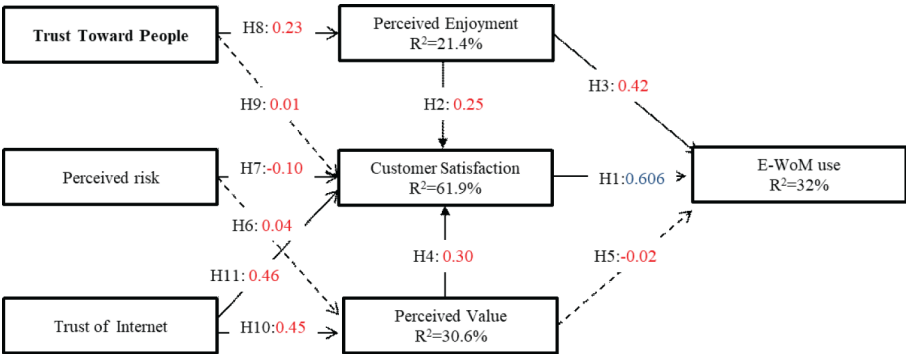 Trust Toward People
H8: 0.23
Perceived Enjoyment
R²=21.4%
H9: 0.01
H2: 0.25
H3: 0.42
Perceived risk
H7:-0.10
Customer Satisfaction
R²=61.9%
H1:0.606
E-WoM use
R²=32%
H6: 0.04
H11: 0.46
H4: 0.30
H5:-0.02
Trust of Internet
H10:0.45
Perceived Value
R²=30.6%